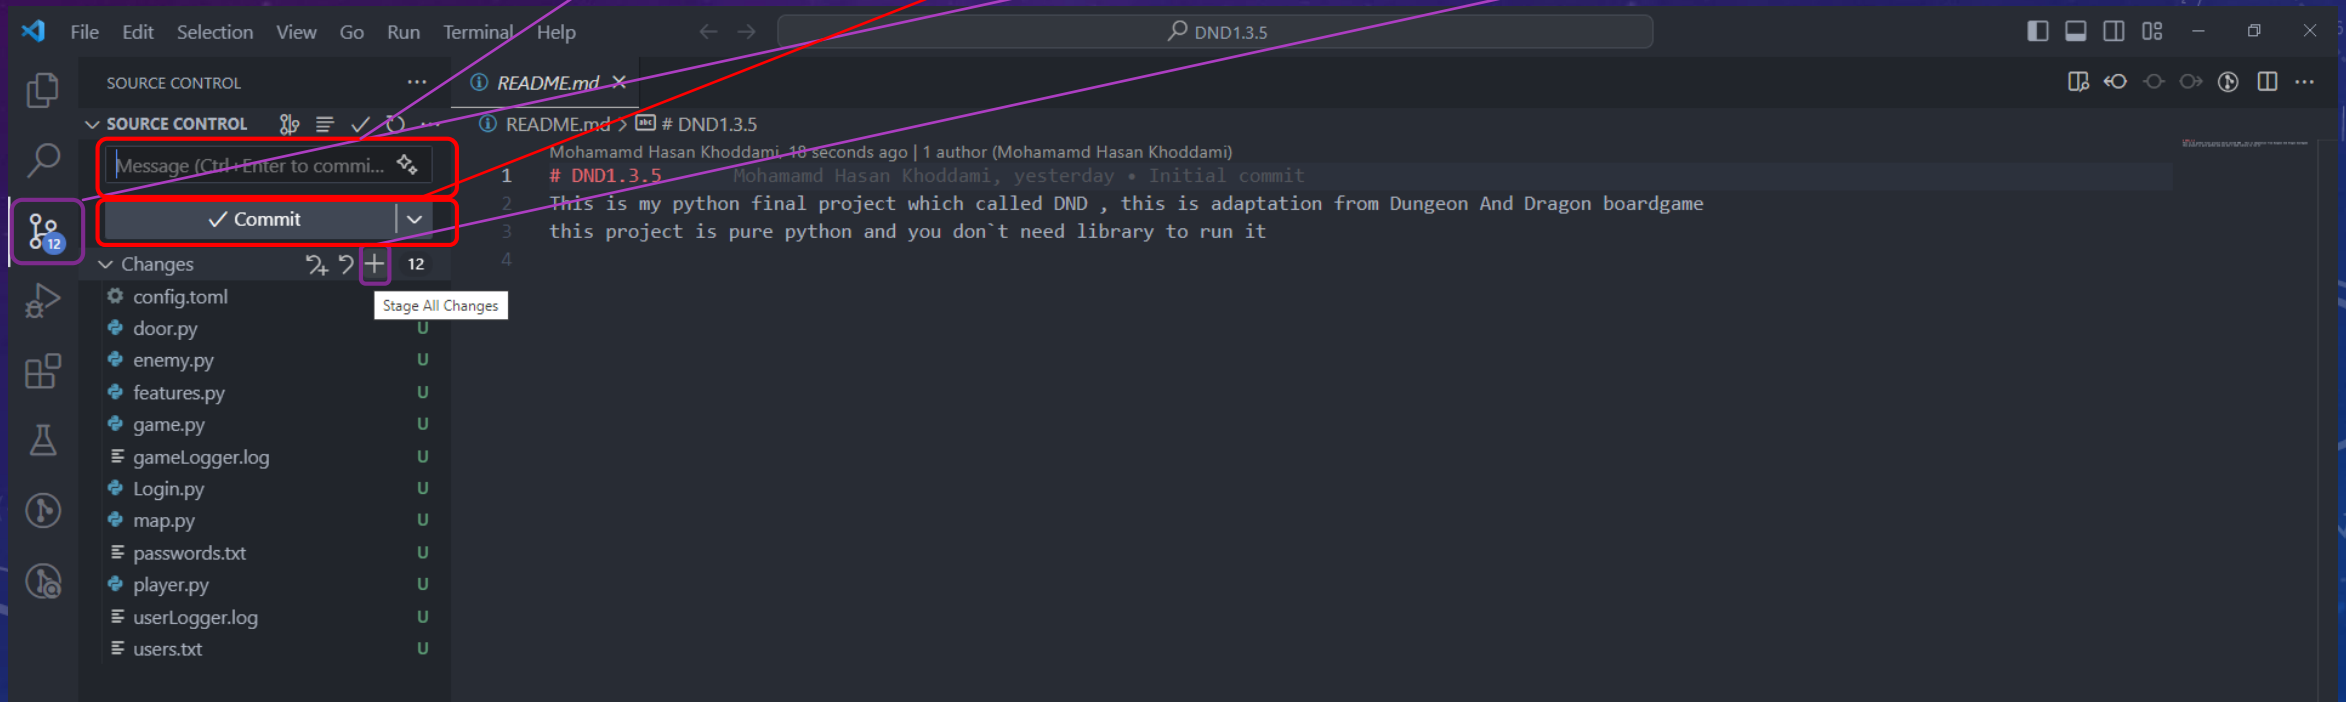 File Edit Selection View Go Run Terminal Help
DND1.3.5
SOURCE CONTROL
README.md
SOURCE CONTROL
README.md > # DND1.3.5
Message (Ctrl+Enter to commi...
Commit
12
Changes 12
Stage All Changes
config.toml
door.py U
enemy.py U
features.py U
game.py U
gameLogger.log U
Login.py U
map.py U
passwords.txt U
player.py U
userLogger.log U
users.txt U
Mohamamd Hasan Khoddami, 18 seconds ago | 1 author (Mohamamd Hasan Khoddami)
1 # DND1.3.5 Mohamamd Hasan Khoddami, yesterday • Initial commit
2 This is my python final project which called DND , this is adaptation from Dungeon And Dragon boardgame
3 this project is pure python and you don`t need library to run it
4